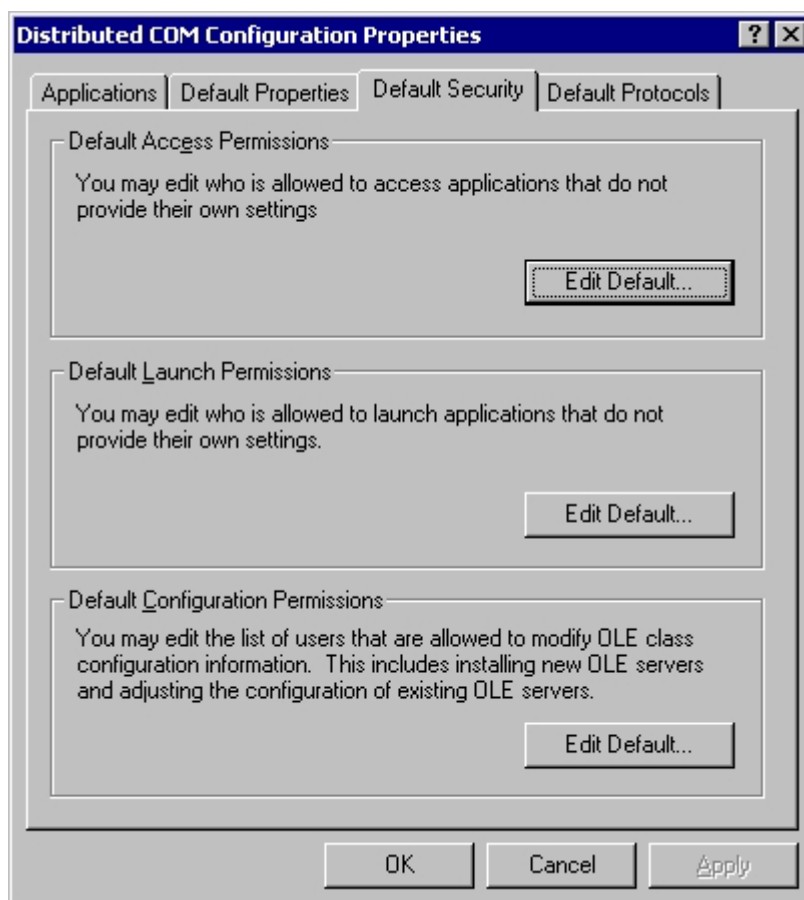 Distributed COM Configuration Properties
Applications Default Properties Default Security Default Protocols
Default Access Permissions
You may edit who is allowed to access applications that do not
provide their own settings
Edit Default...
Default Launch Permissions
You may edit who is allowed to launch applications that do not
provide their own settings.
Edit Default...
Default Configuration Permissions
You may edit the list of users that are allowed to modify OLE class
configuration information. This includes installing new OLE servers
and adjusting the configuration of existing OLE servers.
Edit Default...
OK Cancel Apply